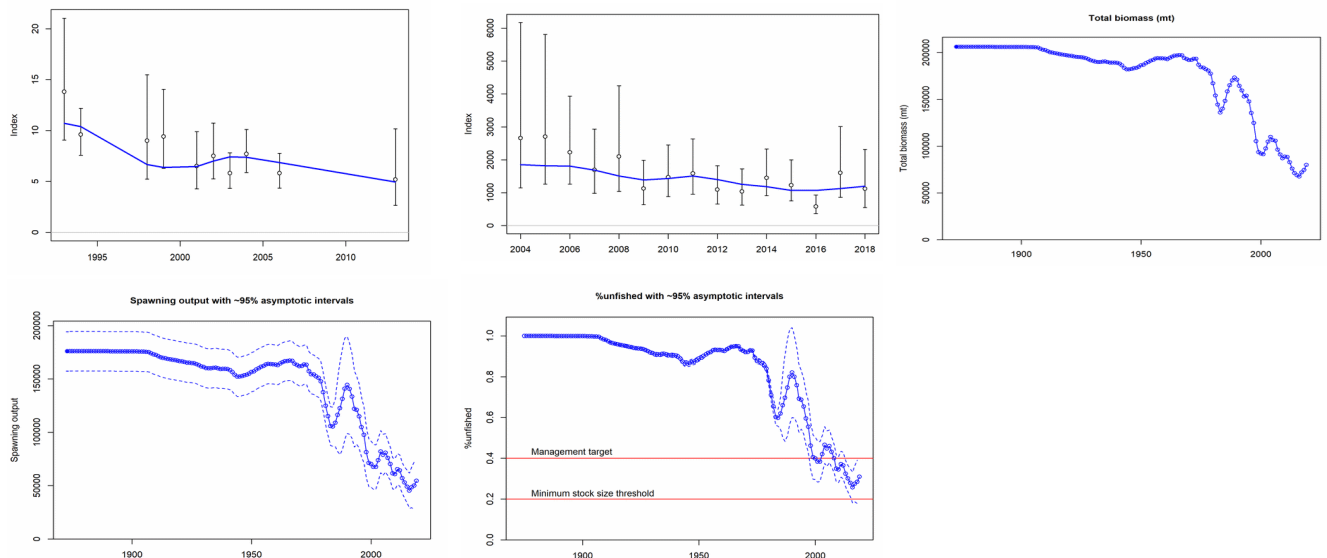 Total biomass (mt)
Index
20
15
10
5
0
1995 2000 2005 2010
Index
6000
5000
4000
3000
2000
1000
0
2004 2006 2008 2010 2012 2014 2016 2018
Total biomass (mt)
200000
150000
100000
50000
0
1900 1950 2000
Spawning output with ~95% asymptotic intervals
Spawning output
200000
150000
100000
50000
0
1900 1950 2000
%unfished with ~95% asymptotic intervals
%unfished
1.0
0.8
0.6
0.4
0.2
0.0
Management target
Minimum stock size threshold
1900 1950 2000